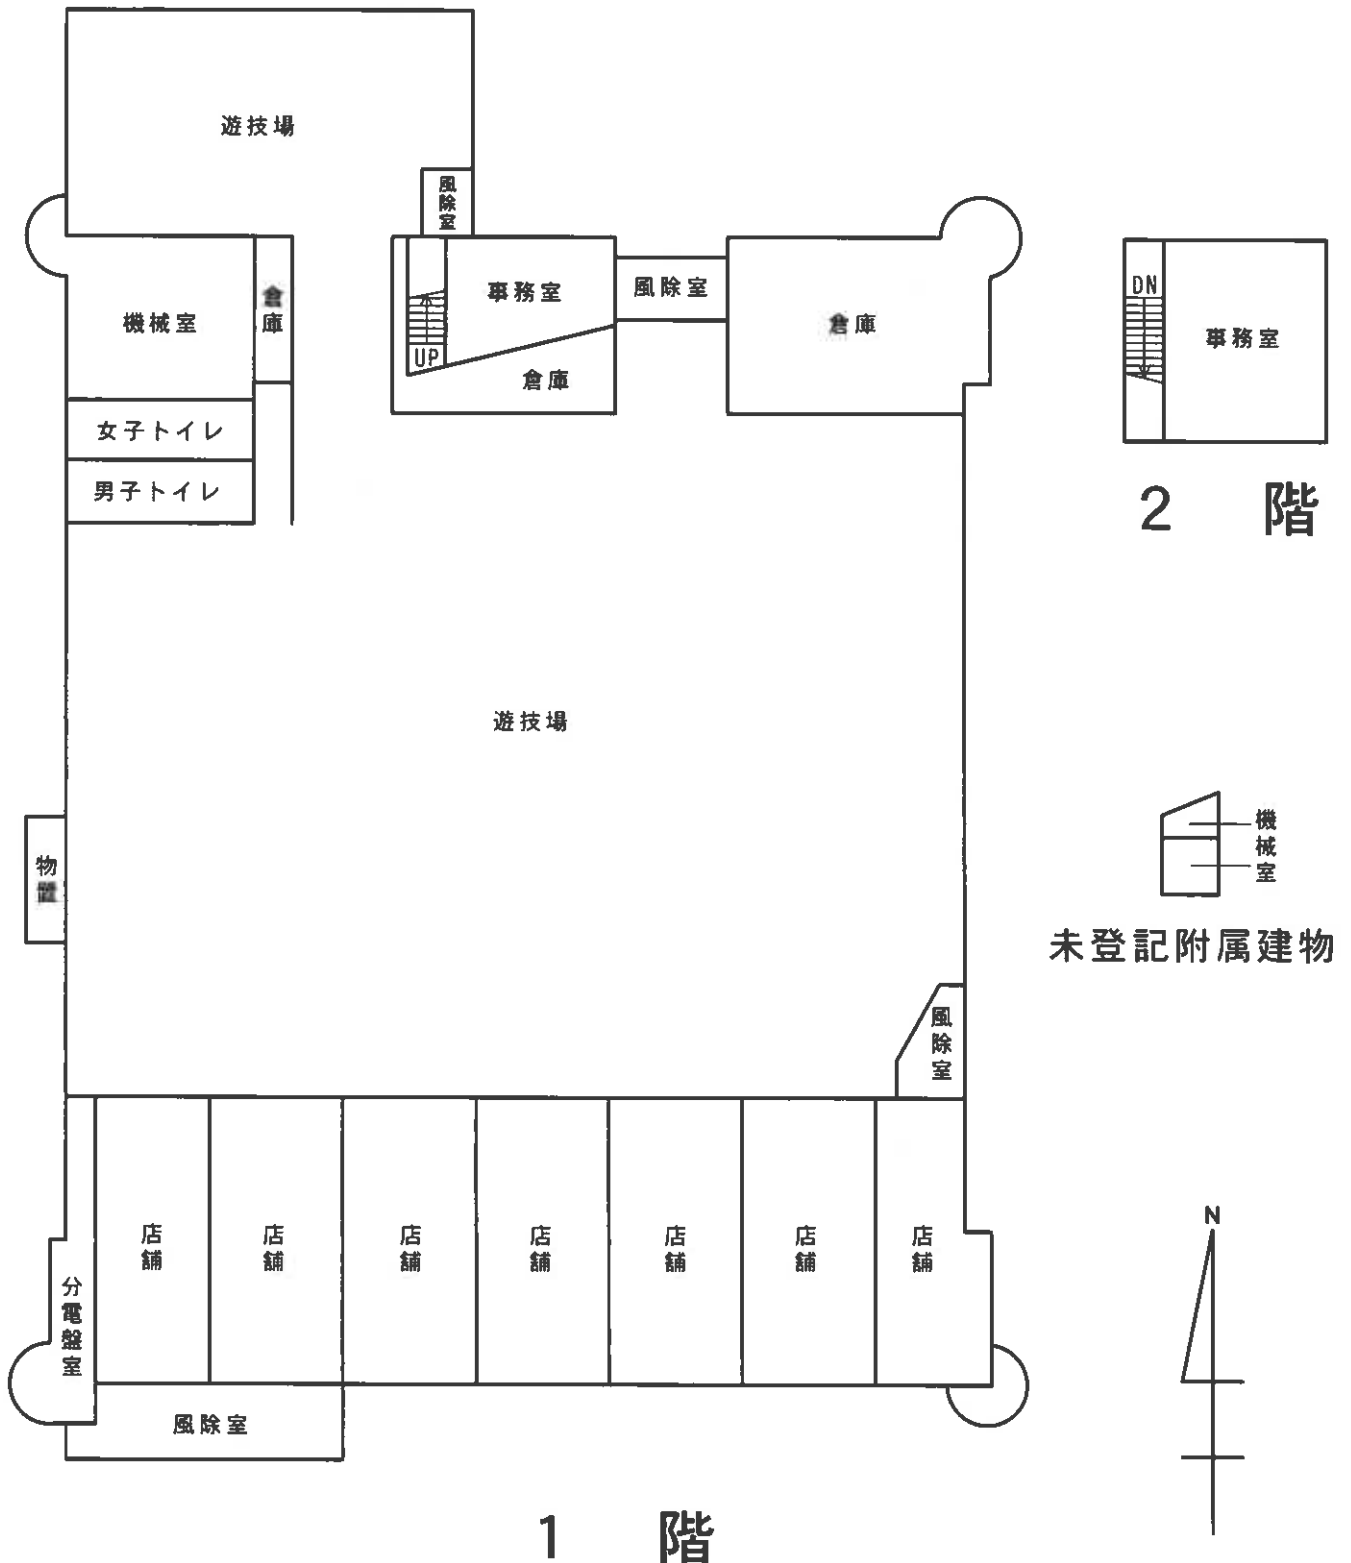 遊技場
風除室
機械室
倉庫
事務室
UP
倉庫
風除室
倉庫
女子トイレ
男子トイレ
DN
事務室
2 階
遊技場
物置
機械室
未登記附属建物
風除室
店舗
店舗
店舗
店舗
店舗
店舗
店舗
分電盤室
風除室
N
1 階